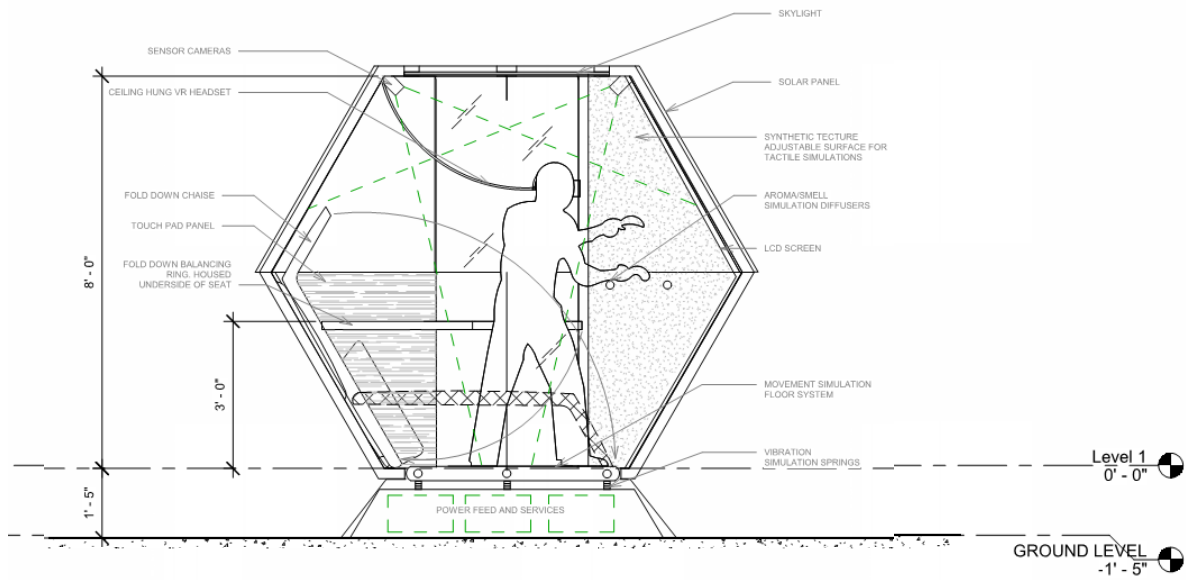 SKYLIGHT
SENSOR CAMERAS
CEILING HUNG VR HEADSET
SOLAR PANEL
SYNTHETIC TECTURE
ADJUSTABLE SURFACE FOR
TACTILE SIMULATIONS
FOLD DOWN CHAISE
TOUCH PAD PANEL
AROMA/SMELL
SIMULATION DIFFUSERS
LCD SCREEN
FOLD DOWN BALANCING
RING. HOUSED
UNDERSIDE OF SEAT
8' - 0"
3' - 0"
MOVEMENT SIMULATION
FLOOR SYSTEM
VIBRATION
SIMULATION SPRINGS
Level 1
0' - 0"
1' - 5"
POWER FEED AND SERVICES
GROUND LEVEL
-1' - 5"